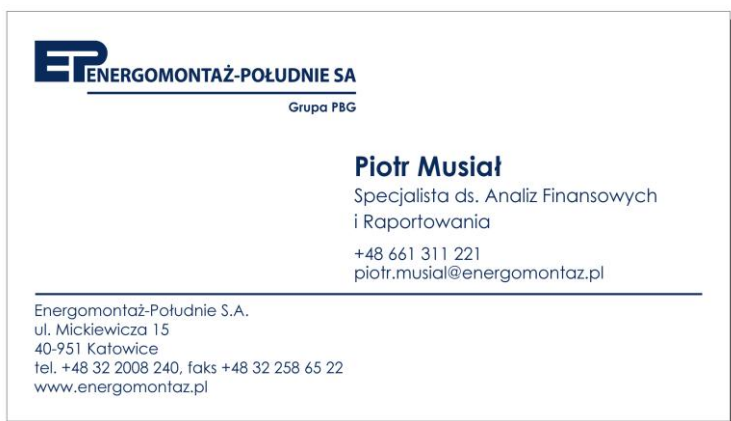 EP ENERGOMONTAŻ-POŁUDNIE SA
Grupa PBG
Piotr Musiał
Specjalista ds. Analiz Finansowych
i Raportowania
+48 661 311 221
piotr.musial@energomontaz.pl
Energomontaż-Południe S.A.
ul. Mickiewicza 15
40-951 Katowice
tel. +48 32 2008 240, faks +48 32 258 65 22
www.energomontaz.pl